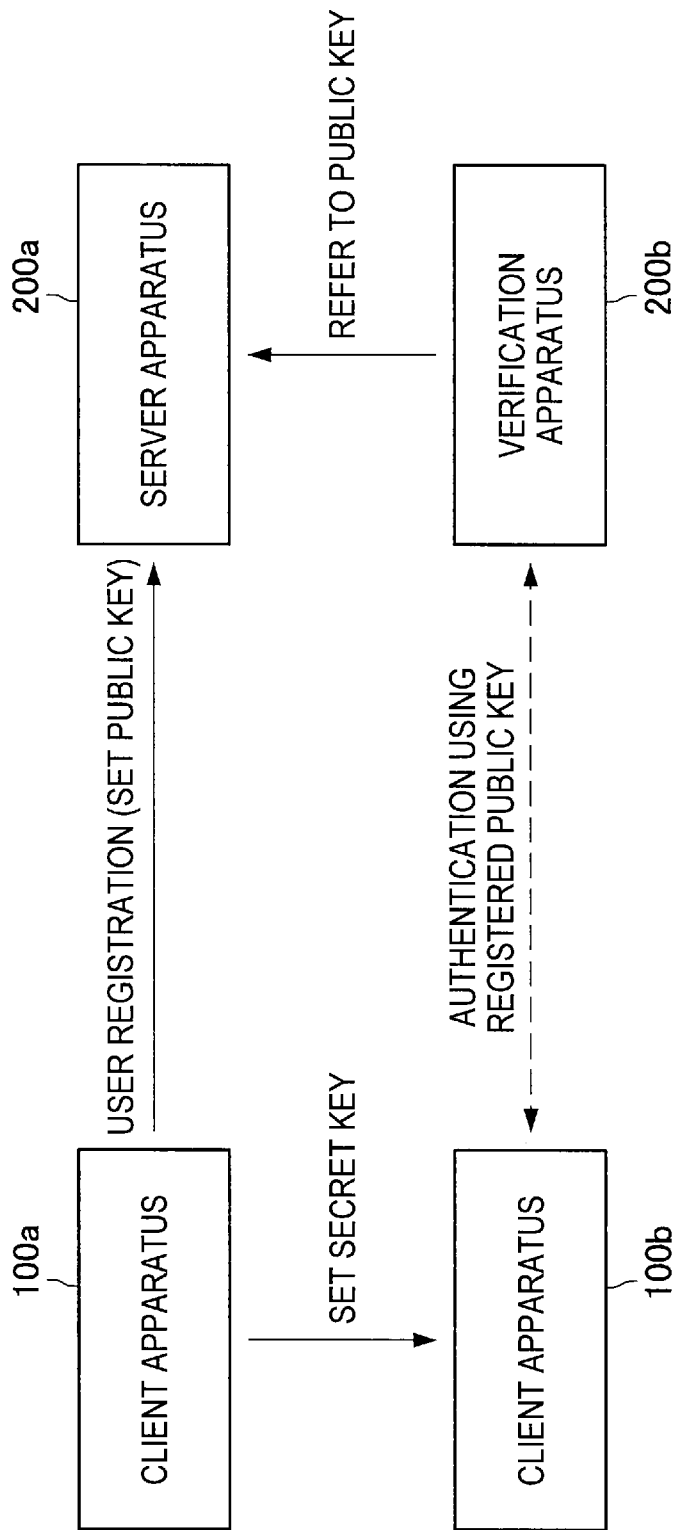 100a
CLIENT APPARATUS
USER REGISTRATION (SET PUBLIC KEY)
200a
SERVER APPARATUS
SET SECRET KEY
REFER TO PUBLIC KEY
CLIENT APPARATUS
100b
AUTHENTICATION USING
REGISTERED PUBLIC KEY
VERIFICATION
APPARATUS
200b